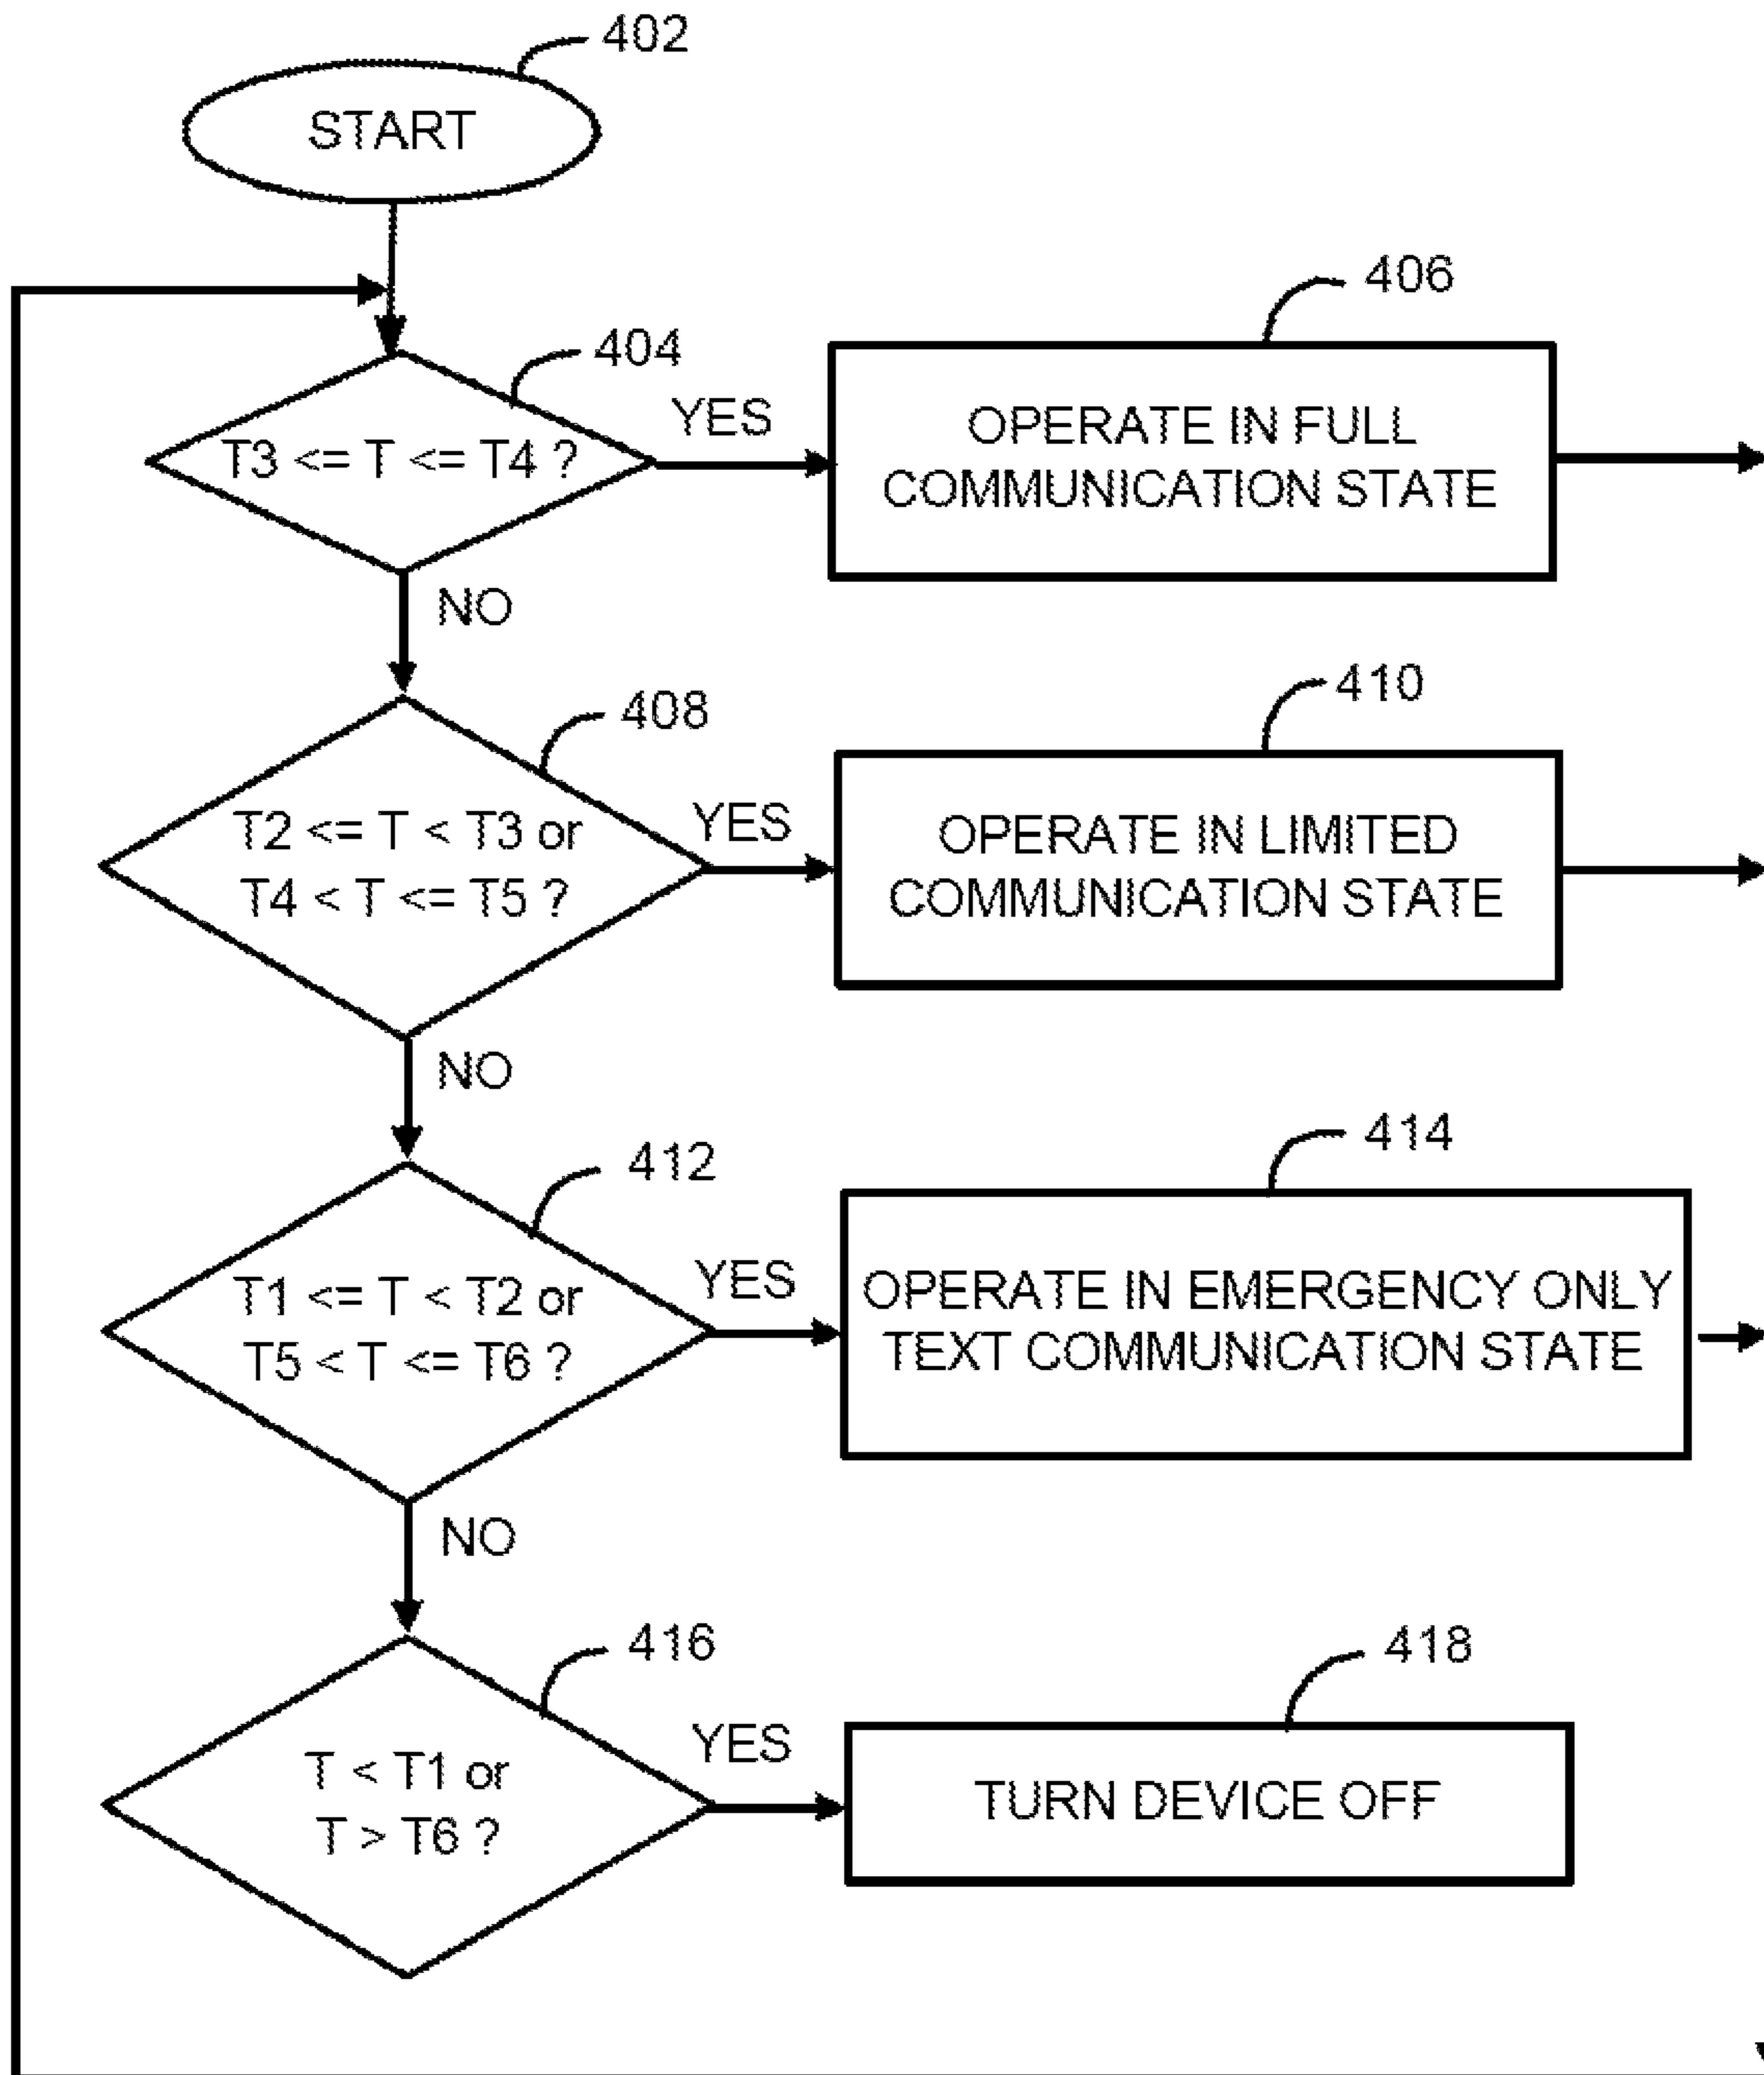 402
START
406
404
YES
T3 <= T <= T4 ?
OPERATE IN FULL
COMMUNICATION STATE
NO
410
408
YES
T2 <= T < T3 or
T4 < T <= T5 ?
OPERATE IN LIMITED
COMMUNICATION STATE
NO
414
412
YES
T1 <= T < T2 or
T5 < T <= T6 ?
OPERATE IN EMERGENCY ONLY
TEXT COMMUNICATION STATE
NO
416
418
YES
T < T1 or
T > T6 ?
TURN DEVICE OFF